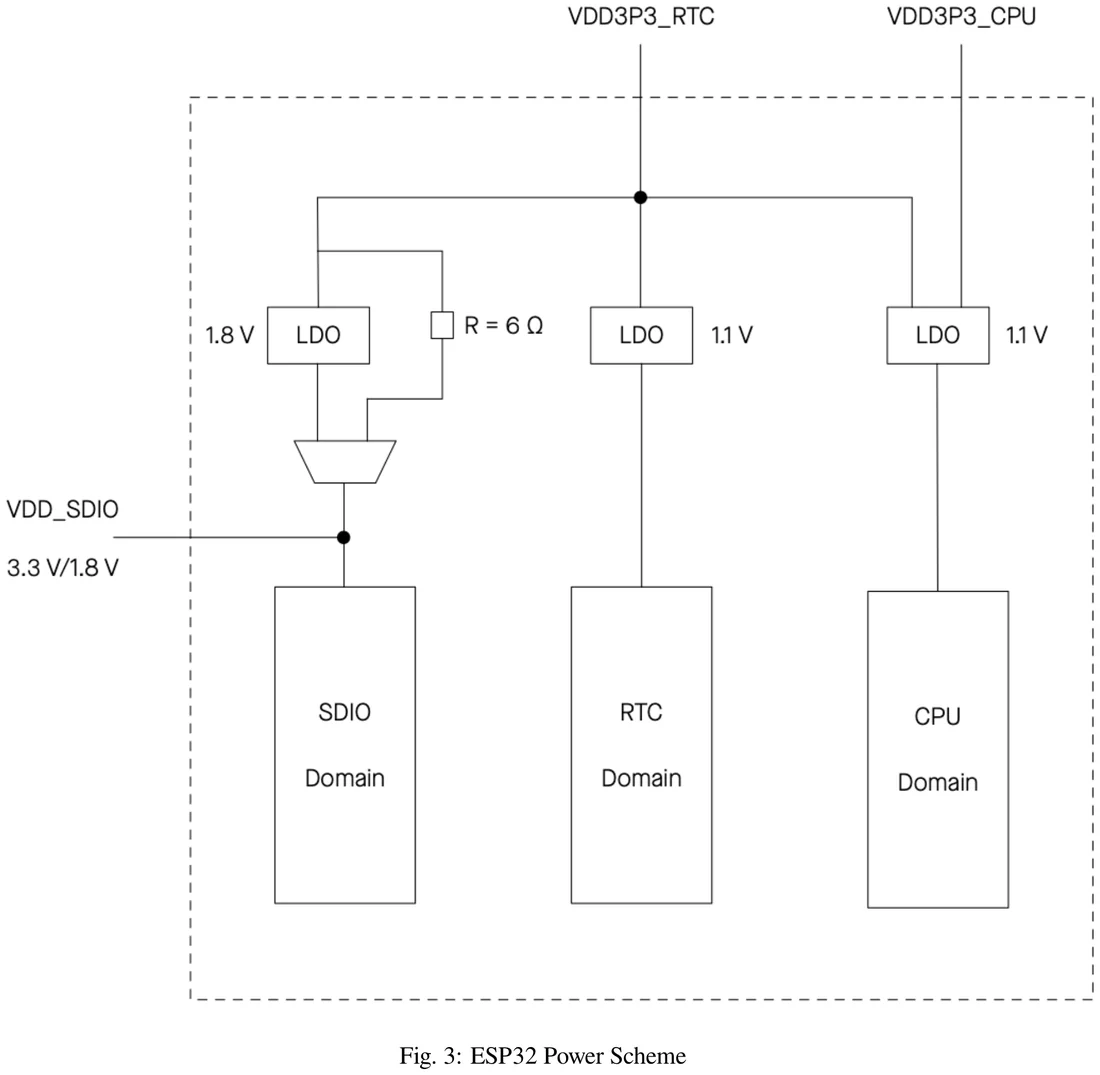 VDD3P3_RTC
VDD3P3_CPU
1.8 V
LDO
R = 6 Ω
LDO
1.1 V
LDO
1.1 V
VDD_SDIO
3.3 V/1.8 V
SDIO
Domain
RTC
Domain
CPU
Domain
Fig. 3: ESP32 Power Scheme